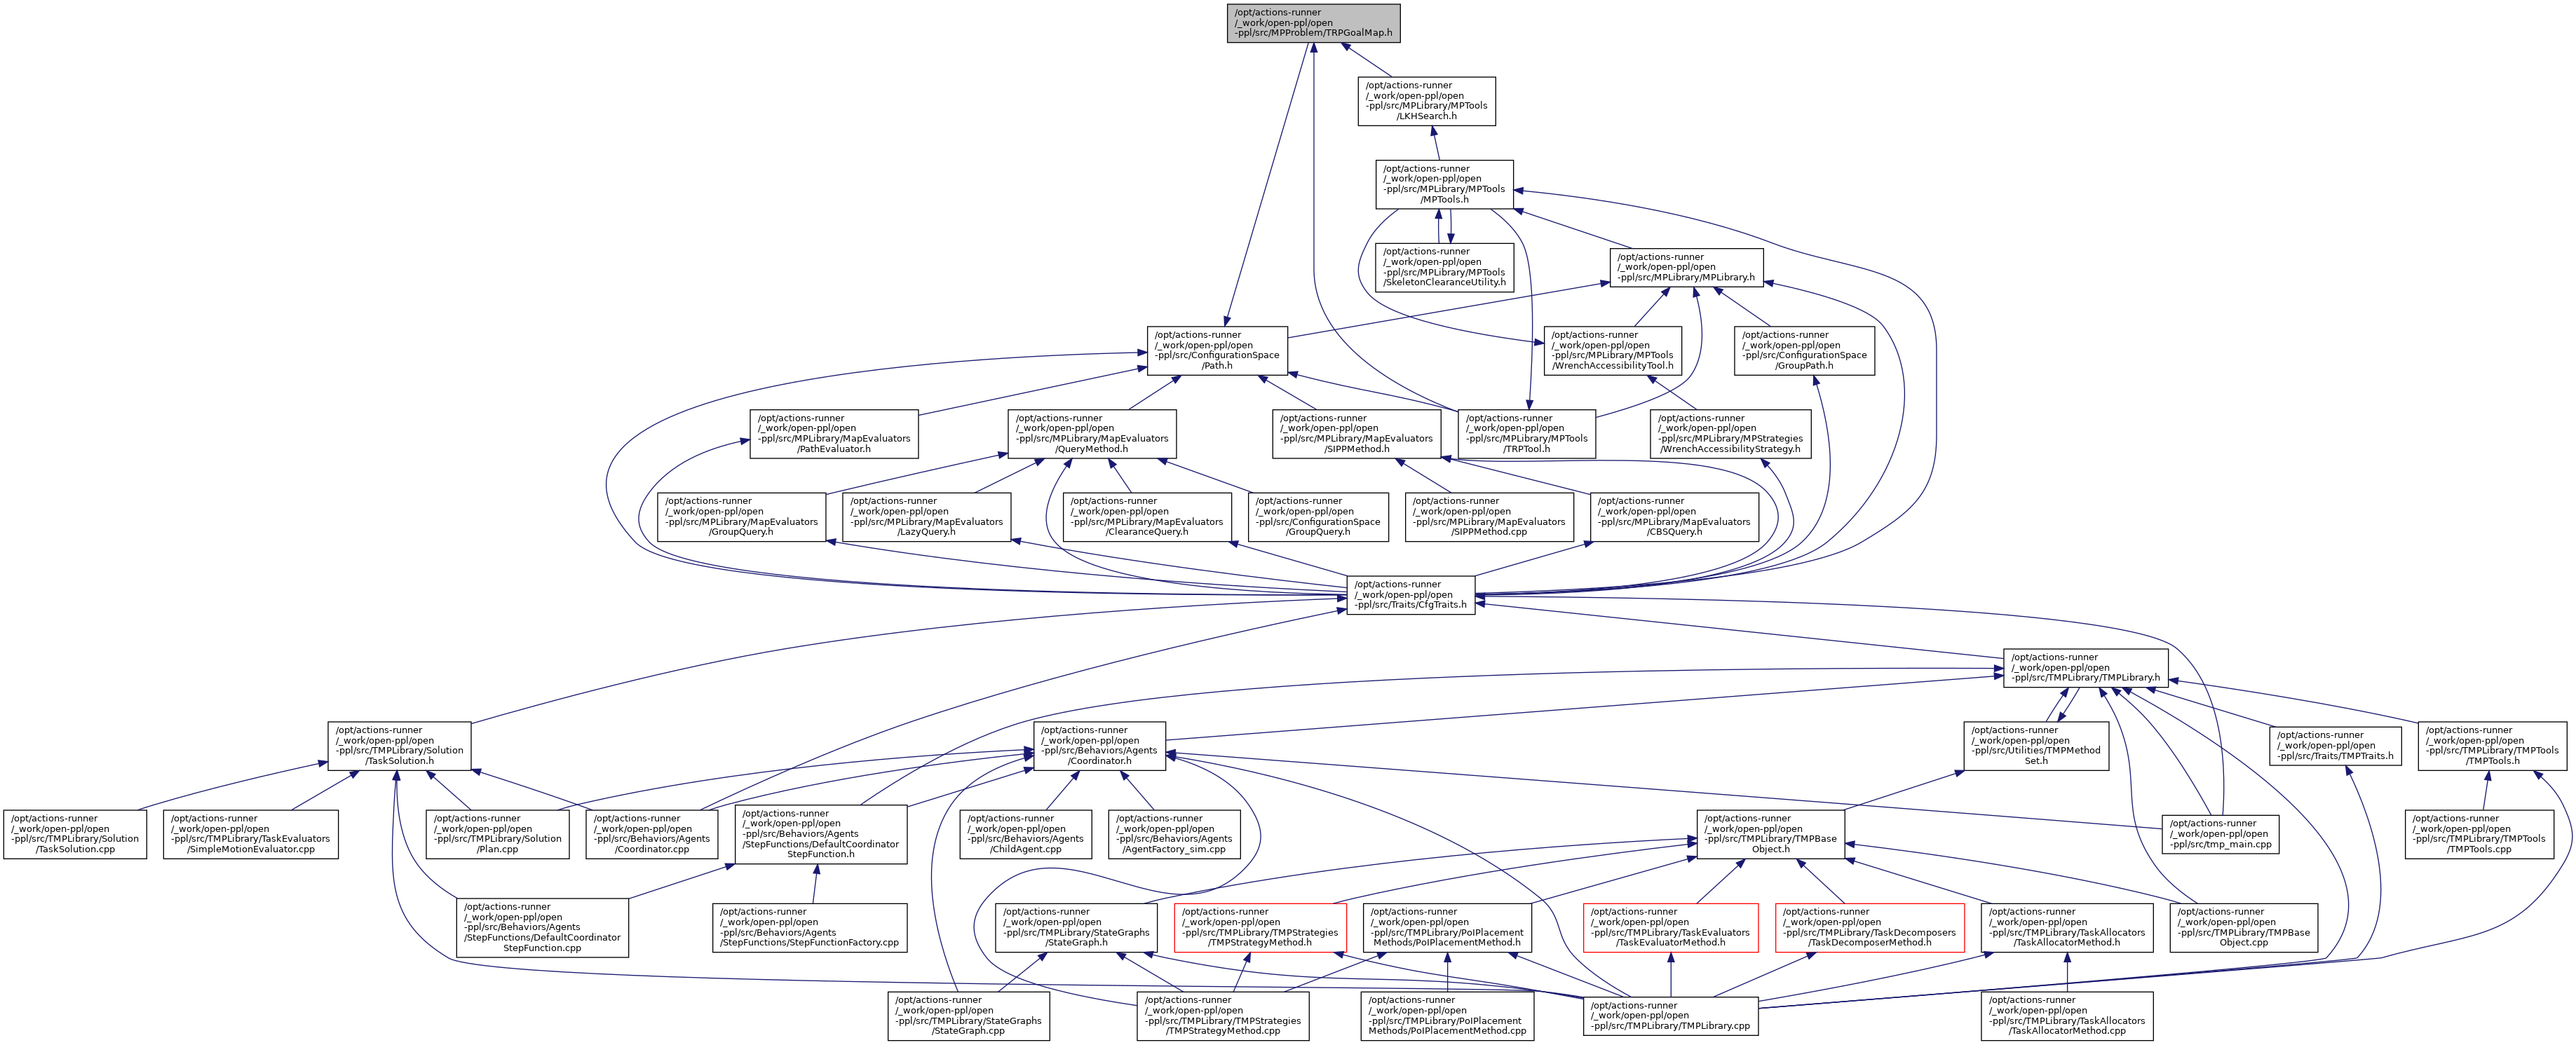 /opt/actions-runner
/_work/open-ppl/open
-ppl/src/MPProblem/TRPGoalMap.h
/opt/actions-runner
/_work/open-ppl/open
-ppl/src/MPLibrary/MPTools
/LKHSearch.h
/opt/actions-runner
/_work/open-ppl/open
-ppl/src/MPLibrary/MPTools
/MPTools.h
/opt/actions-runner
/_work/open-ppl/open
-ppl/src/MPLibrary/MPTools
/SkeletonClearanceUtility.h
/opt/actions-runner
/_work/open-ppl/open
-ppl/src/MPLibrary/MPLibrary.h
/opt/actions-runner
/_work/open-ppl/open
-ppl/src/ConfigurationSpace
/Path.h
/opt/actions-runner
/_work/open-ppl/open
-ppl/src/MPLibrary/MPTools
/WrenchAccessibilityTool.h
/opt/actions-runner
/_work/open-ppl/open
-ppl/src/ConfigurationSpace
/GroupPath.h
/opt/actions-runner
/_work/open-ppl/open
-ppl/src/MPLibrary/MapEvaluators
/PathEvaluator.h
/opt/actions-runner
/_work/open-ppl/open
-ppl/src/MPLibrary/MapEvaluators
/QueryMethod.h
/opt/actions-runner
/_work/open-ppl/open
-ppl/src/MPLibrary/MapEvaluators
/SIPPMethod.h
/opt/actions-runner
/_work/open-ppl/open
-ppl/src/MPLibrary/MPTools
/TRPTool.h
/opt/actions-runner
/_work/open-ppl/open
-ppl/src/MPLibrary/MPStrategies
/WrenchAccessibilityStrategy.h
/opt/actions-runner
/_work/open-ppl/open
-ppl/src/MPLibrary/MapEvaluators
/GroupQuery.h
/opt/actions-runner
/_work/open-ppl/open
-ppl/src/MPLibrary/MapEvaluators
/LazyQuery.h
/opt/actions-runner
/_work/open-ppl/open
-ppl/src/MPLibrary/MapEvaluators
/ClearanceQuery.h
/opt/actions-runner
/_work/open-ppl/open
-ppl/src/ConfigurationSpace
/GroupQuery.h
/opt/actions-runner
/_work/open-ppl/open
-ppl/src/MPLibrary/MapEvaluators
/SIPPMethod.cpp
/opt/actions-runner
/_work/open-ppl/open
-ppl/src/MPLibrary/MapEvaluators
/CBSQuery.h
/opt/actions-runner
/_work/open-ppl/open
-ppl/src/Traits/CfgTraits.h
/opt/actions-runner
/_work/open-ppl/open
-ppl/src/TMPLibrary/TMPLibrary.h
/opt/actions-runner
/_work/open-ppl/open
-ppl/src/TMPLibrary/Solution
/TaskSolution.h
/opt/actions-runner
/_work/open-ppl/open
-ppl/src/Behaviors/Agents
/Coordinator.h
/opt/actions-runner
/_work/open-ppl/open
-ppl/src/Utilities/TMPMethod
Set.h
/opt/actions-runner
/_work/open-ppl/open
-ppl/src/Traits/TMPTraits.h
/opt/actions-runner
/_work/open-ppl/open
-ppl/src/TMPLibrary/TMPTools
/TMPTools.h
/opt/actions-runner
/_work/open-ppl/open
-ppl/src/TMPLibrary/Solution
/TaskSolution.cpp
/opt/actions-runner
/_work/open-ppl/open
-ppl/src/TMPLibrary/TaskEvaluators
/SimpleMotionEvaluator.cpp
/opt/actions-runner
/_work/open-ppl/open
-ppl/src/TMPLibrary/Solution
/Plan.cpp
/opt/actions-runner
/_work/open-ppl/open
-ppl/src/Behaviors/Agents
/Coordinator.cpp
/opt/actions-runner
/_work/open-ppl/open
-ppl/src/Behaviors/Agents
/StepFunctions/DefaultCoordinator
StepFunction.h
/opt/actions-runner
/_work/open-ppl/open
-ppl/src/Behaviors/Agents
/ChildAgent.cpp
/opt/actions-runner
/_work/open-ppl/open
-ppl/src/Behaviors/Agents
/AgentFactory_sim.cpp
/opt/actions-runner
/_work/open-ppl/open
-ppl/src/TMPLibrary/TMPBase
Object.h
/opt/actions-runner
/_work/open-ppl/open
-ppl/src/tmp_main.cpp
/opt/actions-runner
/_work/open-ppl/open
-ppl/src/TMPLibrary/TMPTools
/TMPTools.cpp
/opt/actions-runner
/_work/open-ppl/open
-ppl/src/Behaviors/Agents
/StepFunctions/DefaultCoordinator
StepFunction.cpp
/opt/actions-runner
/_work/open-ppl/open
-ppl/src/Behaviors/Agents
/StepFunctions/StepFunctionFactory.cpp
/opt/actions-runner
/_work/open-ppl/open
-ppl/src/TMPLibrary/StateGraphs
/StateGraph.h
/opt/actions-runner
/_work/open-ppl/open
-ppl/src/TMPLibrary/TMPStrategies
/TMPStrategyMethod.h
/opt/actions-runner
/_work/open-ppl/open
-ppl/src/TMPLibrary/PoIPlacement
Methods/PoIPlacementMethod.h
/opt/actions-runner
/_work/open-ppl/open
-ppl/src/TMPLibrary/TaskEvaluators
/TaskEvaluatorMethod.h
/opt/actions-runner
/_work/open-ppl/open
-ppl/src/TMPLibrary/TaskDecomposers
/TaskDecomposerMethod.h
/opt/actions-runner
/_work/open-ppl/open
-ppl/src/TMPLibrary/TaskAllocators
/TaskAllocatorMethod.h
/opt/actions-runner
/_work/open-ppl/open
-ppl/src/TMPLibrary/TMPBase
Object.cpp
/opt/actions-runner
/_work/open-ppl/open
-ppl/src/TMPLibrary/StateGraphs
/StateGraph.cpp
/opt/actions-runner
/_work/open-ppl/open
-ppl/src/TMPLibrary/TMPStrategies
/TMPStrategyMethod.cpp
/opt/actions-runner
/_work/open-ppl/open
-ppl/src/TMPLibrary/PoIPlacement
Methods/PoIPlacementMethod.cpp
/opt/actions-runner
/_work/open-ppl/open
-ppl/src/TMPLibrary/TMPLibrary.cpp
/opt/actions-runner
/_work/open-ppl/open
-ppl/src/TMPLibrary/TaskAllocators
/TaskAllocatorMethod.cpp